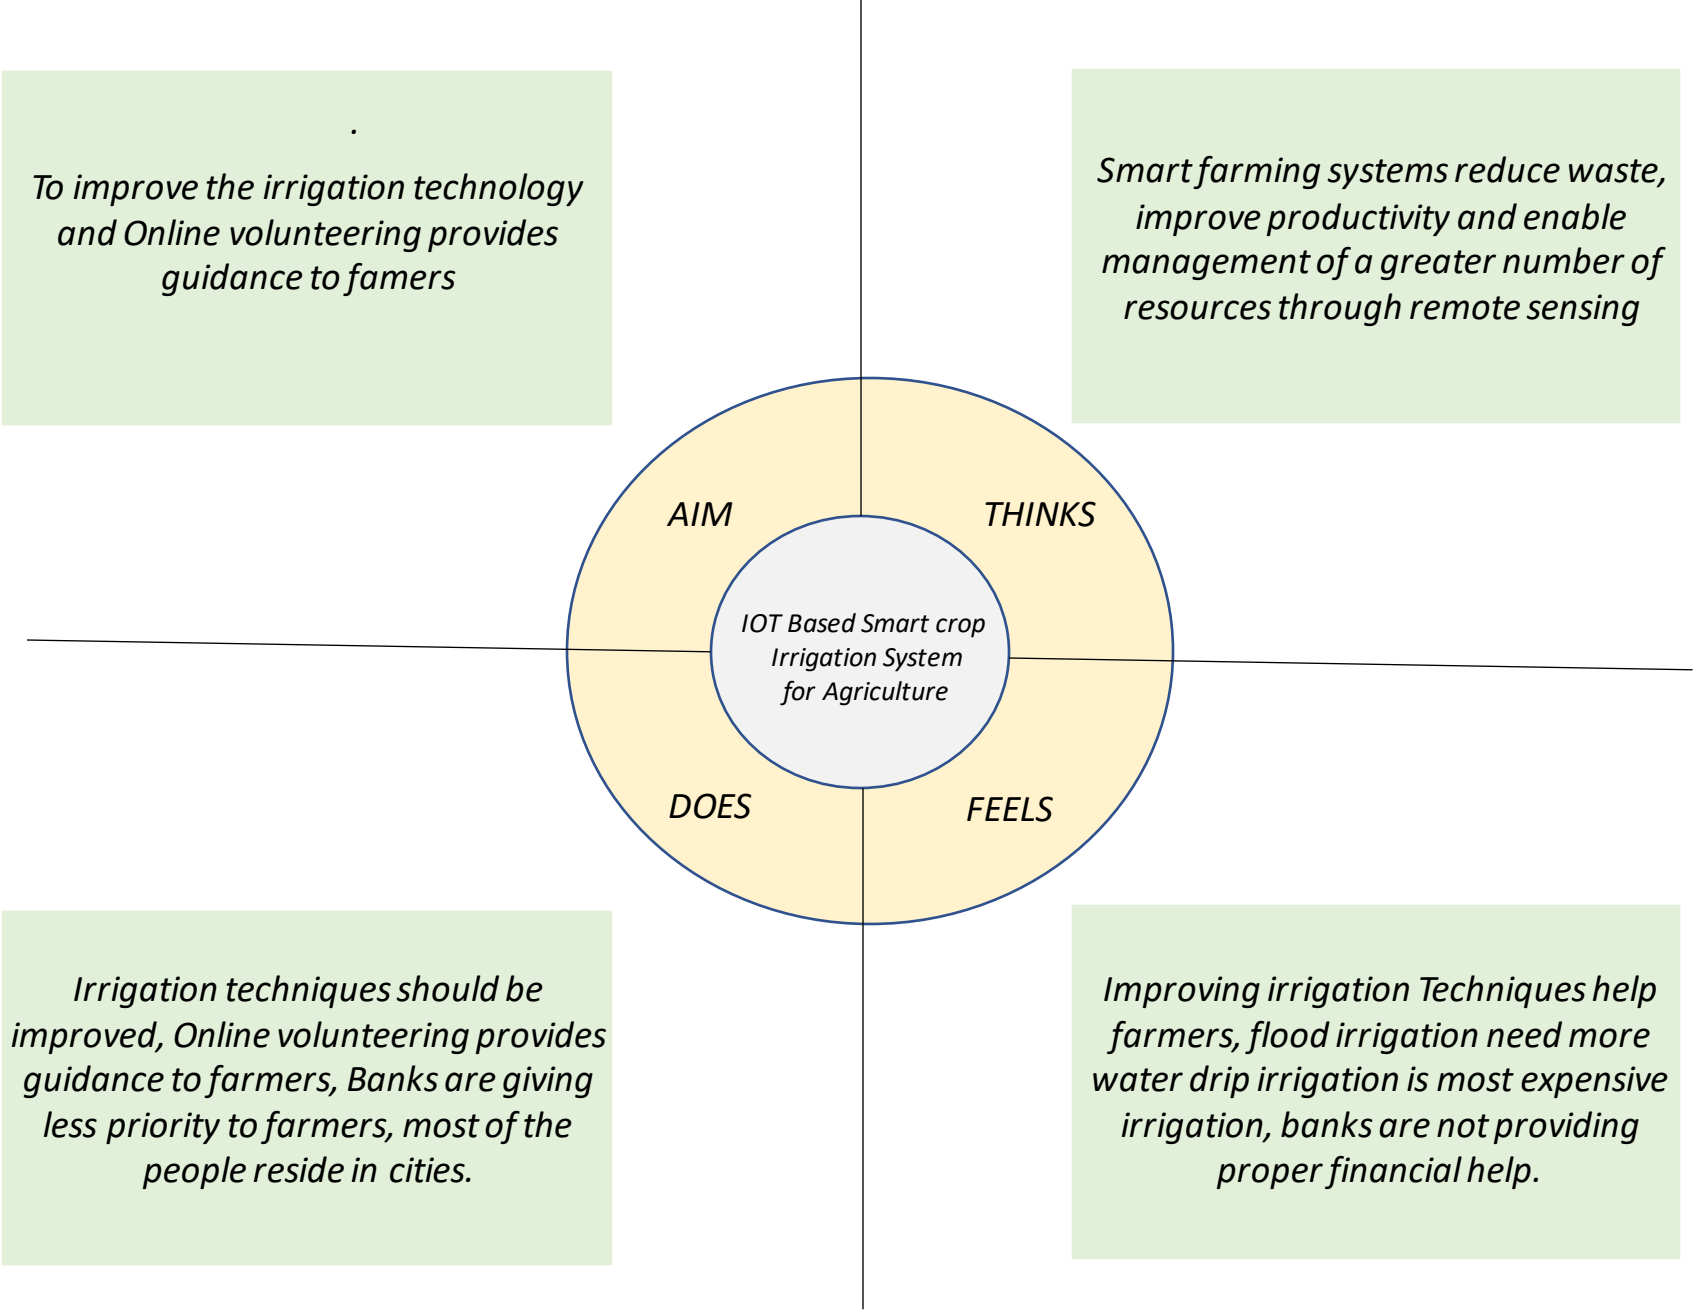 .
To improve the irrigation technology
and Online volunteering provides
guidance to famers
Smart farming systems reduce waste,
improve productivity and enable
management of a greater number of
resources through remote sensing
AIM
THINKS
IOT Based Smart crop
Irrigation System
for Agriculture
DOES
FEELS
Irrigation techniques should be
improved, Online volunteering provides
guidance to farmers, Banks are giving
less priority to farmers, most of the
people reside in cities.
Improving irrigation Techniques help
farmers, flood irrigation need more
water drip irrigation is most expensive
irrigation, banks are not providing
proper financial help.